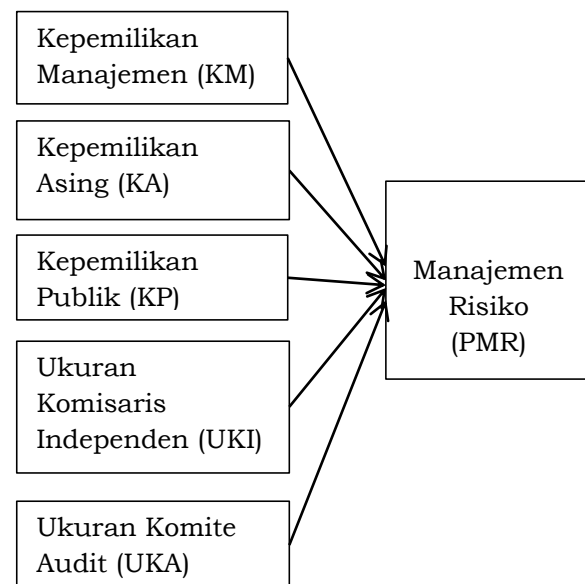 Kepemilikan
Manajemen (KM)
Kepemilikan
Asing (KA)
Kepemilikan
Publik (KP)
Ukuran
Komisaris
Independen (UKI)
Ukuran Komite
Audit (UKA)
Manajemen
Risiko
(PMR)